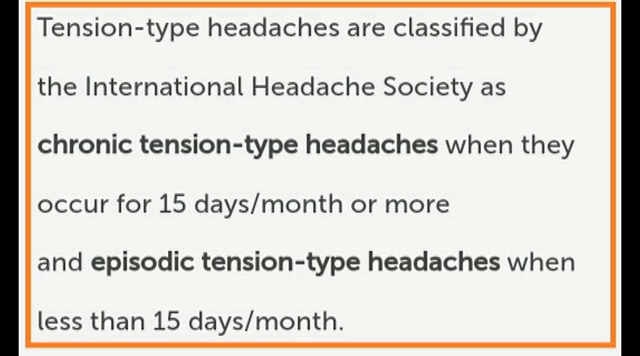 Tension-type headaches are classified by
the International Headache Society as
chronic tension-type headaches when they
occur for 15 days/month or more
and episodic tension-type headaches when
less than 15 days/month.